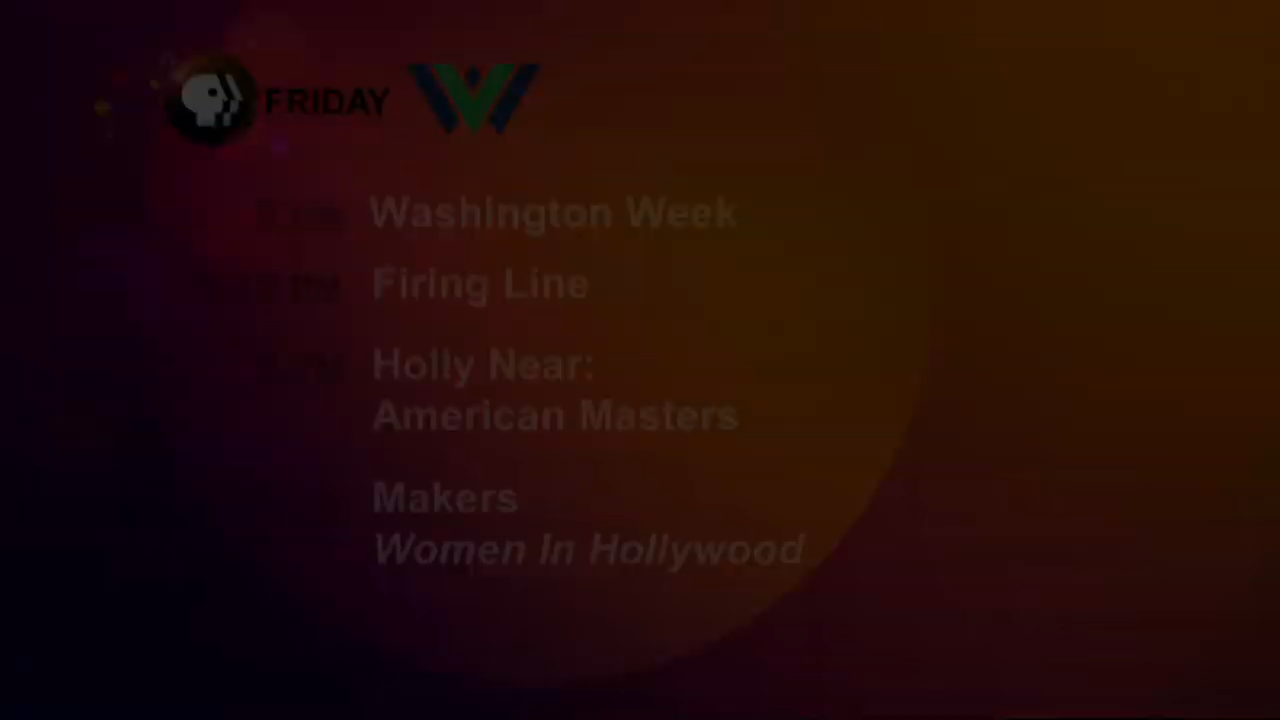 FRIDAY
Washington Week
Firing Line
Holly Near:
American Masters
Makers
Women In Hollywood